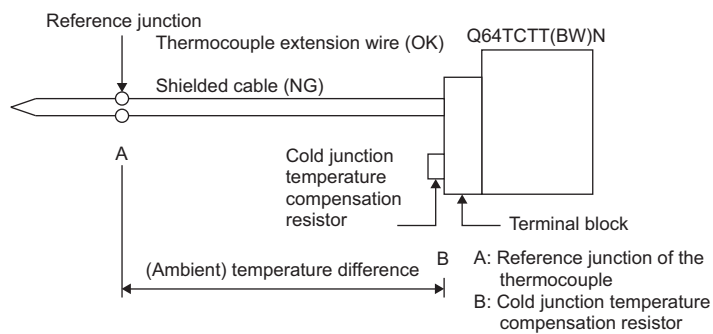 Reference junction
Thermocouple extension wire (OK)
Q64TCTT(BW)N
Shielded cable (NG)
A
Cold junction
temperature
compensation
resistor
Terminal block
(Ambient) temperature difference
B
A: Reference junction of the
thermocouple
B: Cold junction temperature
compensation resistor